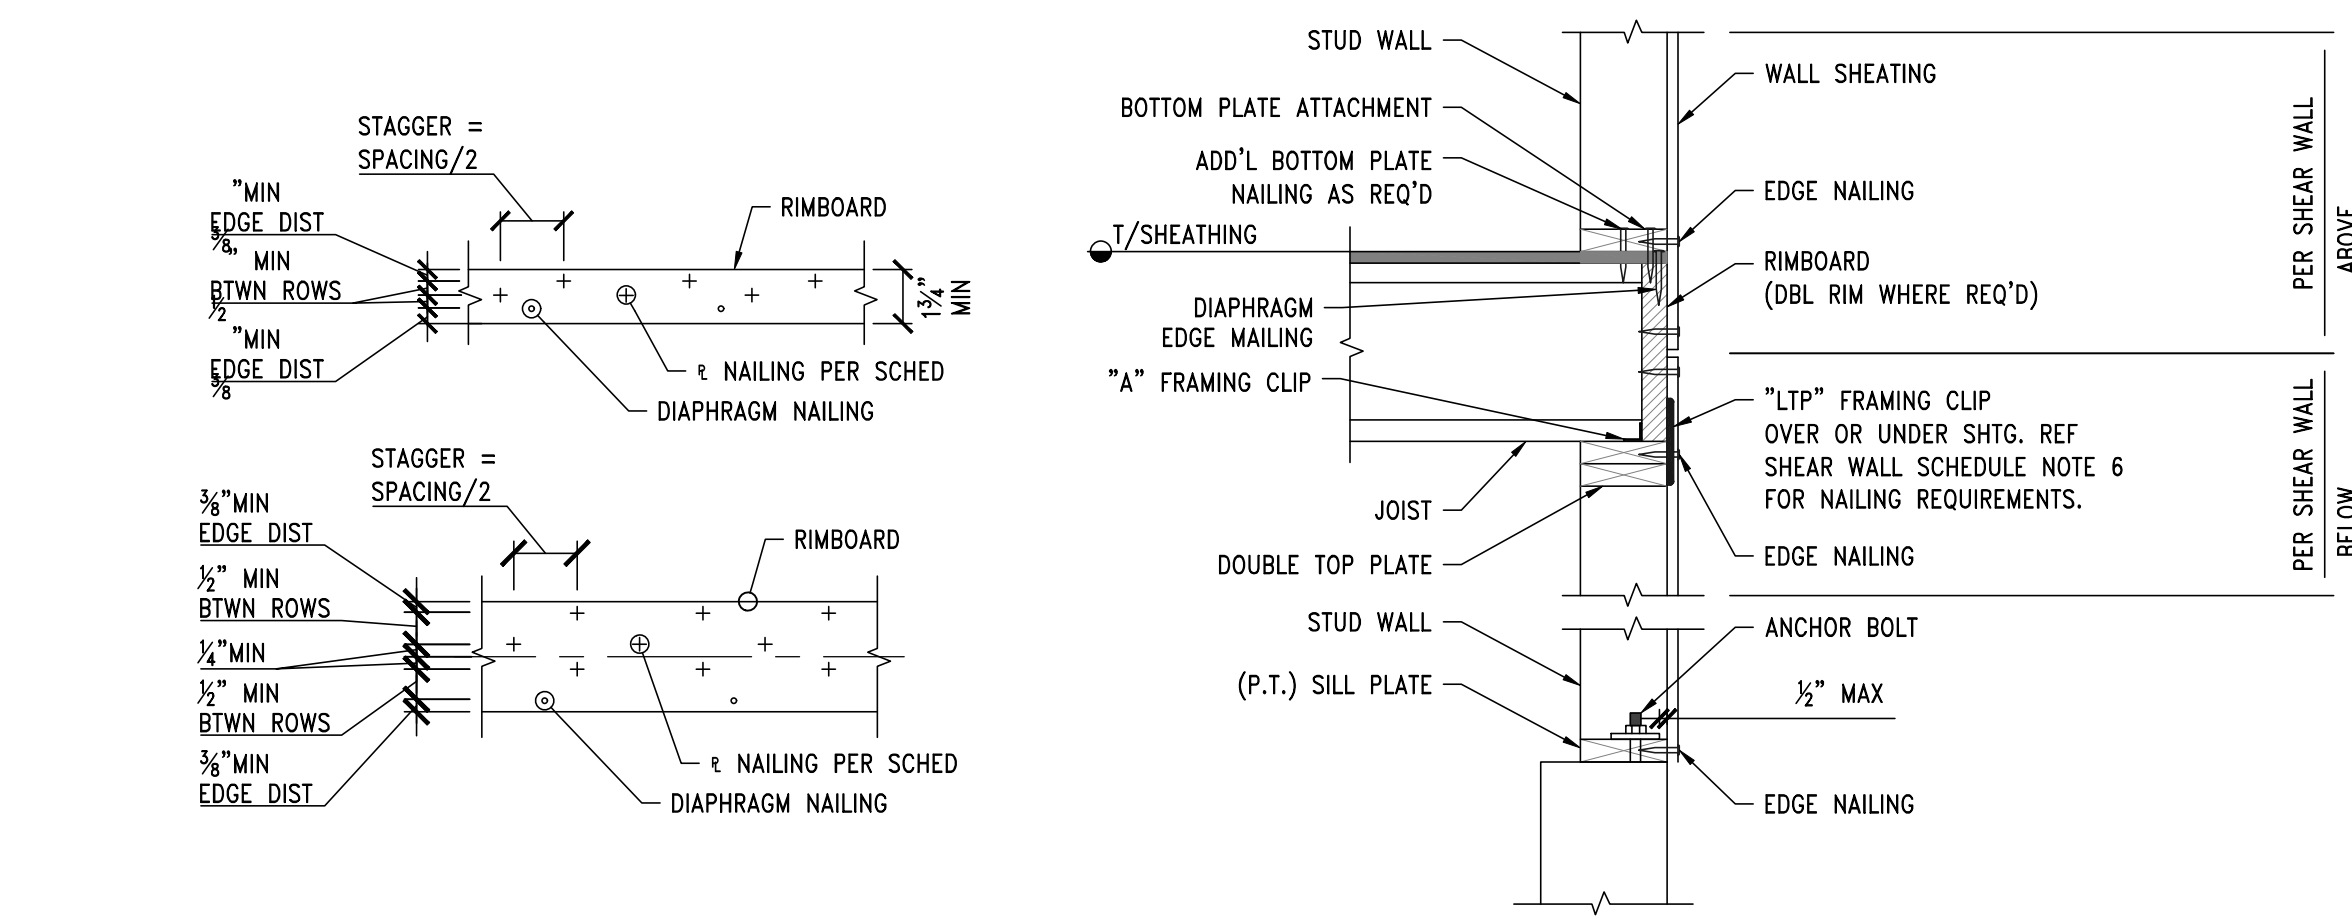 STAGGER =
SPACING/2
"MIN
EDGE DIST
3/8
" MIN
BTWN ROWS
1/2
"MIN
EDGE DIST
3/8
RIMBOARD
1 3/4"
MIN
PL NAILING PER SCHED
DIAPHRAGM NAILING
STAGGER =
SPACING/2
3/8"MIN
EDGE DIST
1/2" MIN
BTWN ROWS
1/4"MIN
1/2" MIN
BTWN ROWS
3/8"MIN
EDGE DIST
RIMBOARD
PL NAILING PER SCHED
DIAPHRAGM NAILING
STUD WALL
BOTTOM PLATE ATTACHMENT
ADD'L BOTTOM PLATE
NAILING AS REQ'D
T/SHEATHING
DIAPHRAGM
EDGE MAILING
"A" FRAMING CLIP
JOIST
DOUBLE TOP PLATE
STUD WALL
(P.T.) SILL PLATE
WALL SHEATING
EDGE NAILING
RIMBOARD
(DBL RIM WHERE REQ'D)
"LTP" FRAMING CLIP
OVER OR UNDER SHTG. REF
SHEAR WALL SCHEDULE NOTE 6
FOR NAILING REQUIREMENTS.
EDGE NAILING
ANCHOR BOLT
1/2" MAX
EDGE NAILING
PER SHEAR WALL
ABOVE
PER SHEAR WALL
BELOW